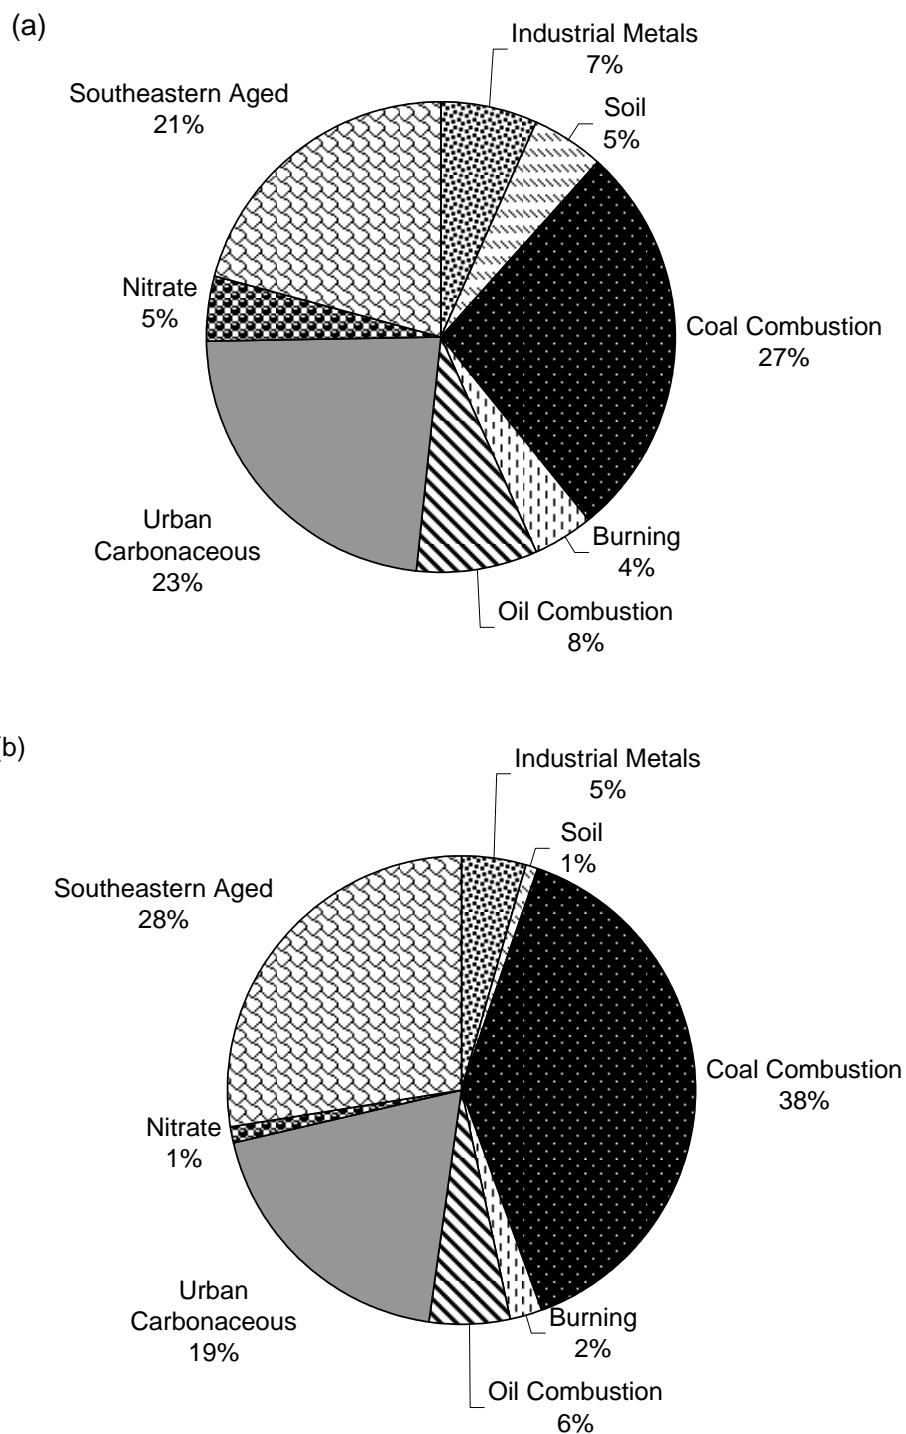 (a)
Industrial Metals
7%
Southeastern Aged
21%
Soil
5%
Nitrate
5%
Coal Combustion
27%
Urban
Carbonaceous
23%
Burning
4%
Oil Combustion
8%
(b)
Industrial Metals
5%
Soil
1%
Southeastern Aged
28%
Coal Combustion
38%
Nitrate
1%
Urban
Carbonaceous
19%
Burning
2%
Oil Combustion
6%